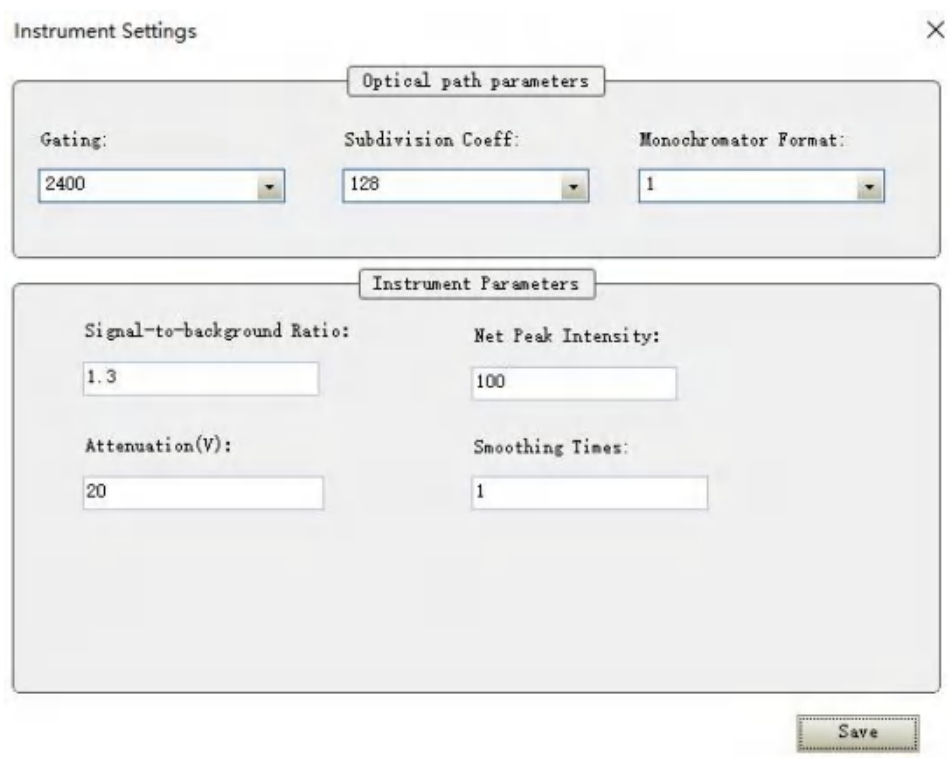 Instrument Settings
Optical path parameters
Gating: Subdivision Coeff: Monochromator Format:
2400 128 1
Instrument Parameters
Signal-to-background Ratio: Net Peak Intensity:
1.3 100
Attenuation(V): Smoothing Times:
20 1
Save